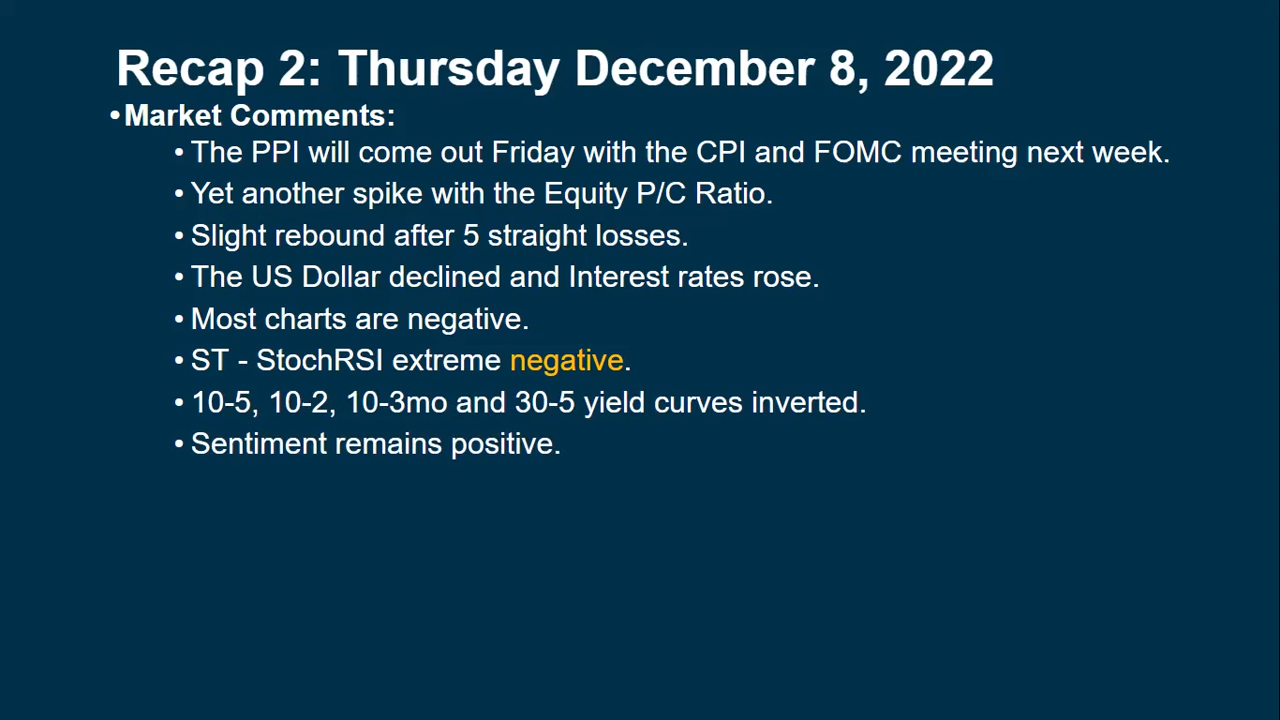 Recap 2: Thursday December 8, 2022
•Market Comments:
• The PPI will come out Friday with the CPI and FOMC meeting next week.
• Yet another spike with the Equity P/C Ratio.
• Slight rebound after 5 straight losses.
• The US Dollar declined and Interest rates rose.
• Most charts are negative.
• ST - StochRSI extreme negative.
• 10-5, 10-2, 10-3mo and 30-5 yield curves inverted.
• Sentiment remains positive.